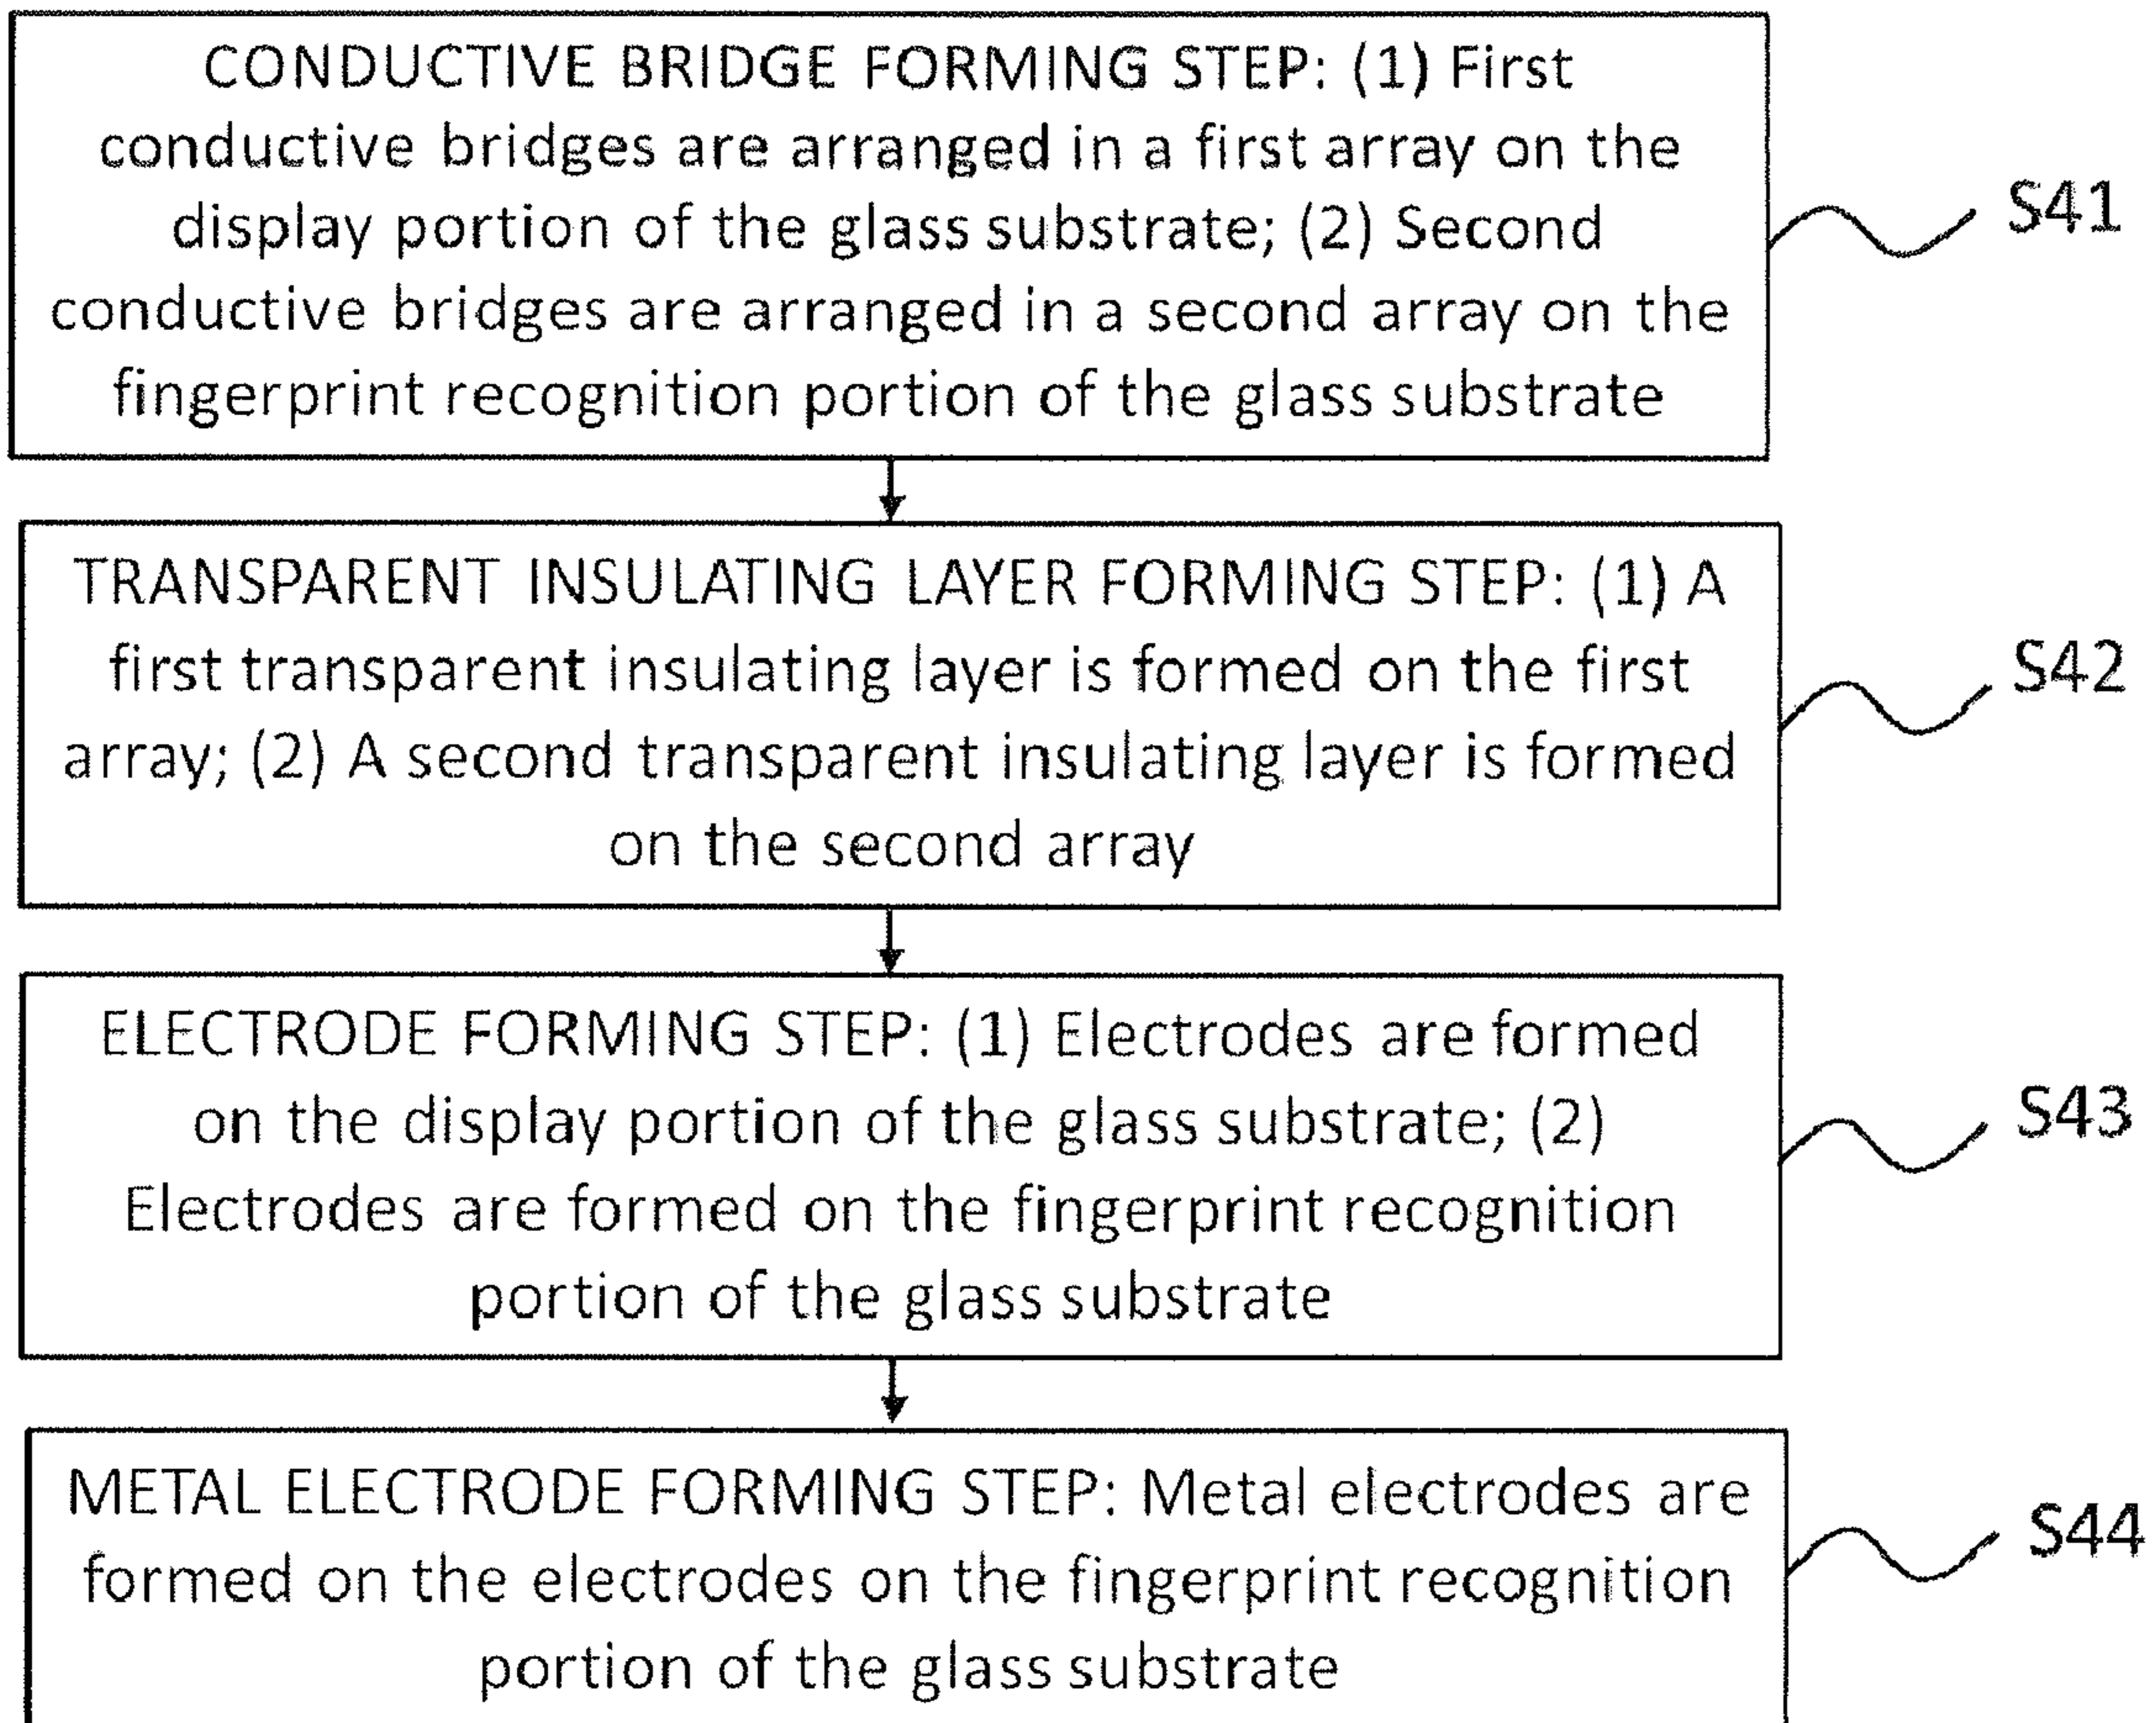 CONDUCTIVE BRIDGE FORMING STEP: (1) First
conductive bridges are arranged in a first array on the
display portion of the glass substrate; (2) Second
conductive bridges are arranged in a second array on the
fingerprint recognition portion of the glass substrate
S41
TRANSPARENT INSULATING LAYER FORMING STEP: (1) A
first transparent insulating layer is formed on the first
array; (2) A second transparent insulating layer is formed
on the second array
S42
ELECTRODE FORMING STEP: (1) Electrodes are formed
on the display portion of the glass substrate; (2)
Electrodes are formed on the fingerprint recognition
portion of the glass substrate
S43
METAL ELECTRODE FORMING STEP: Metal electrodes are
formed on the electrodes on the fingerprint recognition
portion of the glass substrate
S44